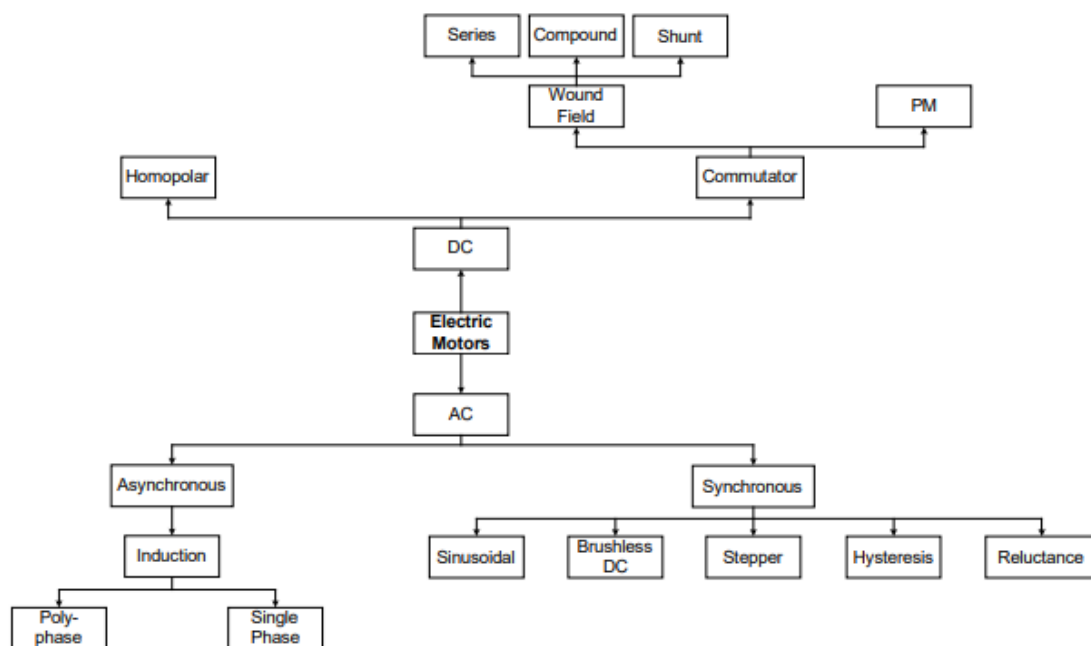 Series
Compound
Shunt
Wound
Field
PM
Homopolar
Commutator
DC
Electric
Motors
AC
Asynchronous
Synchronous
Induction
Sinusoidal
Brushless
DC
Stepper
Hysteresis
Reluctance
Poly-
phase
Single
Phase